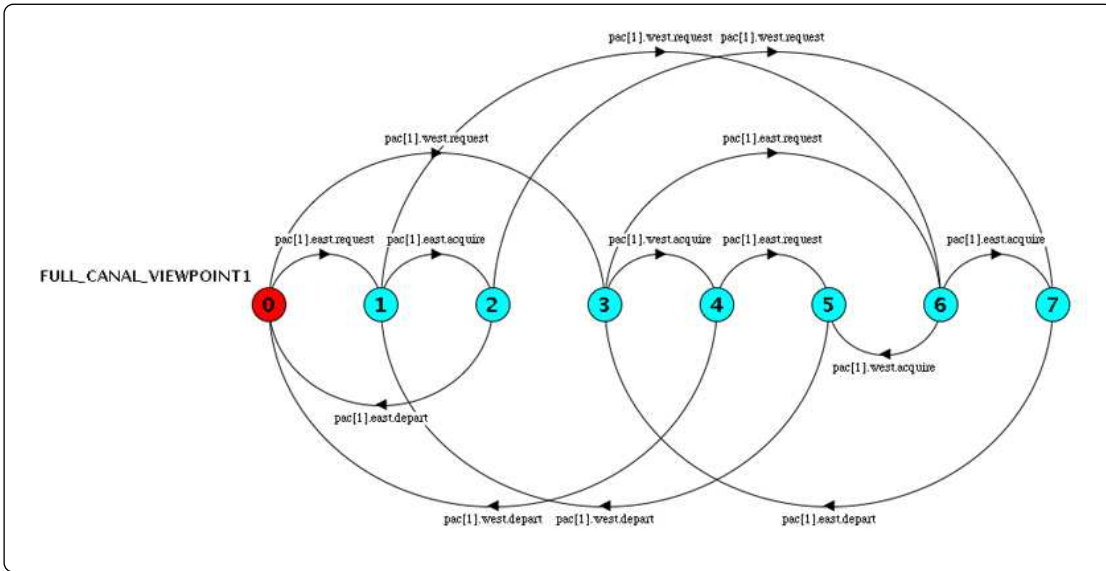 pac[1].west.request
pac[1].west.request
pac[1].west.request
pac[1].east.request
pac[1].east.request
pac[1].east.acquire
pac[1].west.acquire
pac[1].east.request
pac[1].east.acquire
FULL_CANAL_VIEWPOINT1
0
1
2
3
4
5
6
7
pac[1].west.acquire
pac[1].east.depart
pac[1].west.depart
pac[1].west.depart
pac[1].east.depart